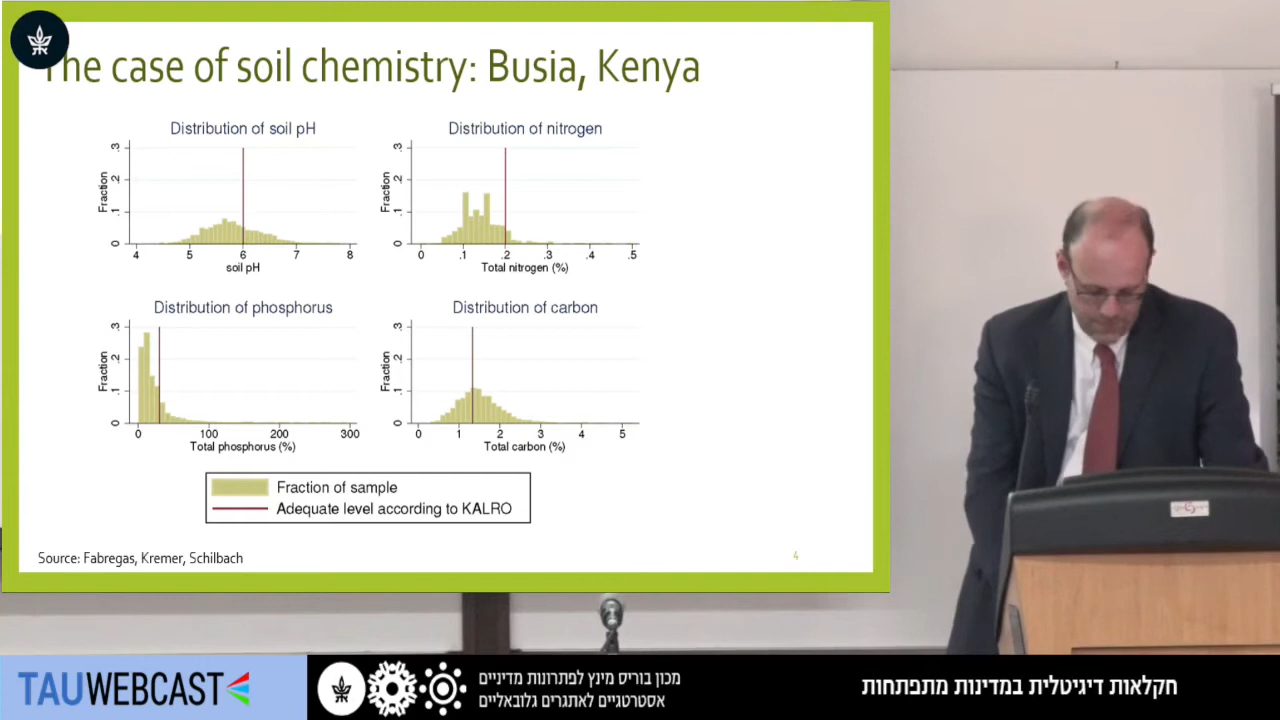 The case of soil chemistry: Busia, Kenya
Distribution of soil pH
Fraction
0 .1 .2 .3
4 5 6 7 8
soil pH
Distribution of nitrogen
Fraction
0 .1 .2 .3
0 .1 .2 .3 .4 .5
Total nitrogen (%)
Distribution of phosphorus
Fraction
0 .1 .2 .3
0 100 200 300
Total phosphorus (%)
Distribution of carbon
Fraction
0 .1 .2 .3
0 1 2 3 4 5
Total carbon (%)
Fraction of sample
Adequate level according to KALRO
Source: Fabregas, Kremer, Schilbach
4
TAUWEBCAST
מכון בוריס מינץ לפתרונות מדיניים
אסטרטגיים לאתגרים גלובאליים
חקלאות דיגיטלית במדינות מתפתחות